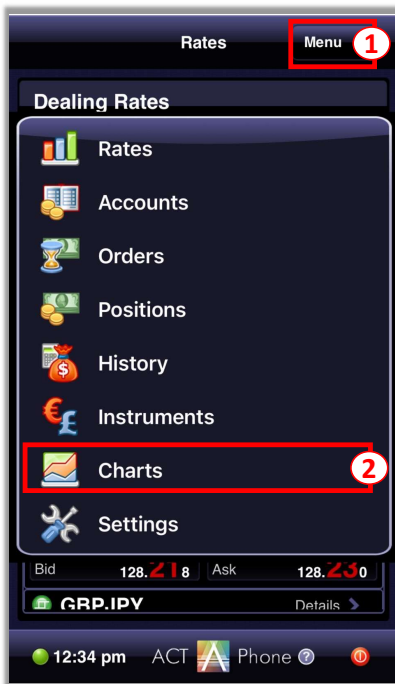 Rates
Menu
1
Dealing Rates
Rates
Accounts
Orders
Positions
History
Instruments
Charts
2
Settings
Bid 128.218 Ask 128.230
GBP.JPY Details
12:34 pm ACT Phone ?